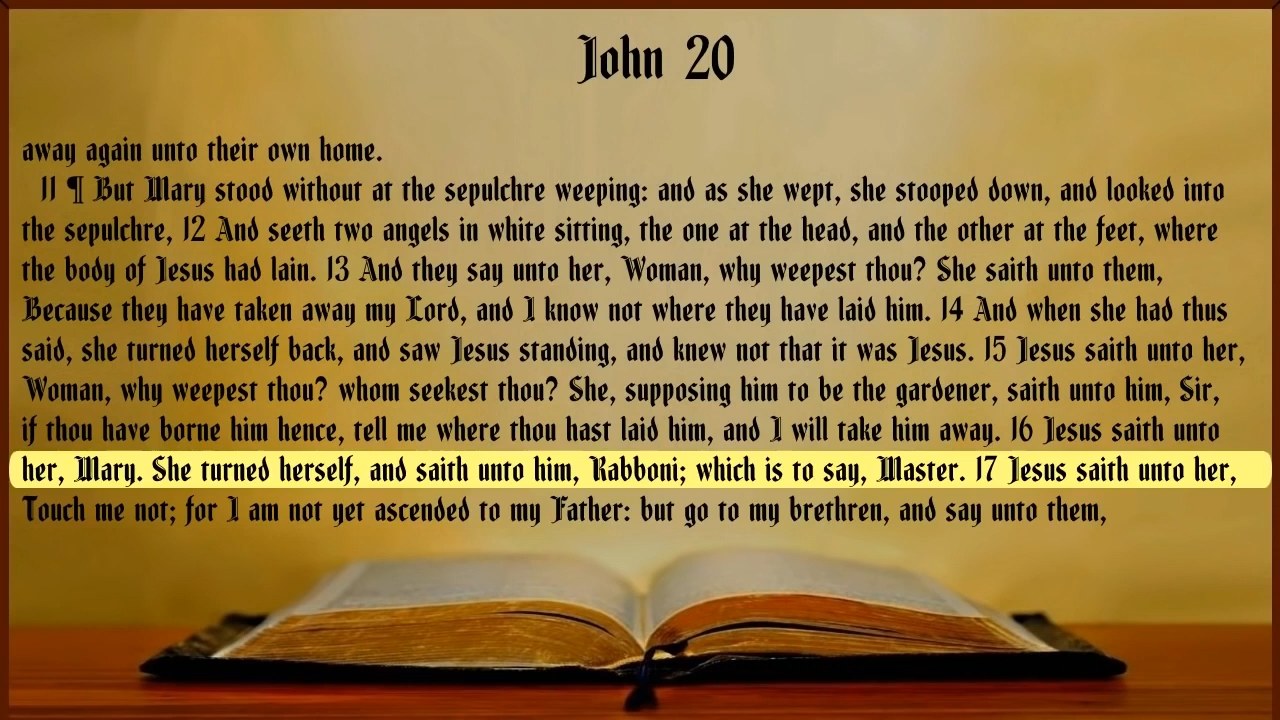 John 20
away again unto their own home.
11 ¶ But Mary stood without at the sepulchre weeping: and as she wept, she stooped down, and looked into
the sepulchre, 12 And seeth two angels in white sitting, the one at the head, and the other at the feet, where
the body of Jesus had lain. 13 And they say unto her, Woman, why weepest thou? She saith unto them,
Because they have taken away my Lord, and I know not where they have laid him. 14 And when she had thus
said, she turned herself back, and saw Jesus standing, and knew not that it was Jesus. 15 Jesus saith unto her,
Woman, why weepest thou? whom seekest thou? She, supposing him to be the gardener, saith unto him, Sir,
if thou have borne him hence, tell me where thou hast laid him, and I will take him away. 16 Jesus saith unto
her, Mary. She turned herself, and saith unto him, Rabboni; which is to say, Master. 17 Jesus saith unto her,
Touch me not; for I am not yet ascended to my Father: but go to my brethren, and say unto them,